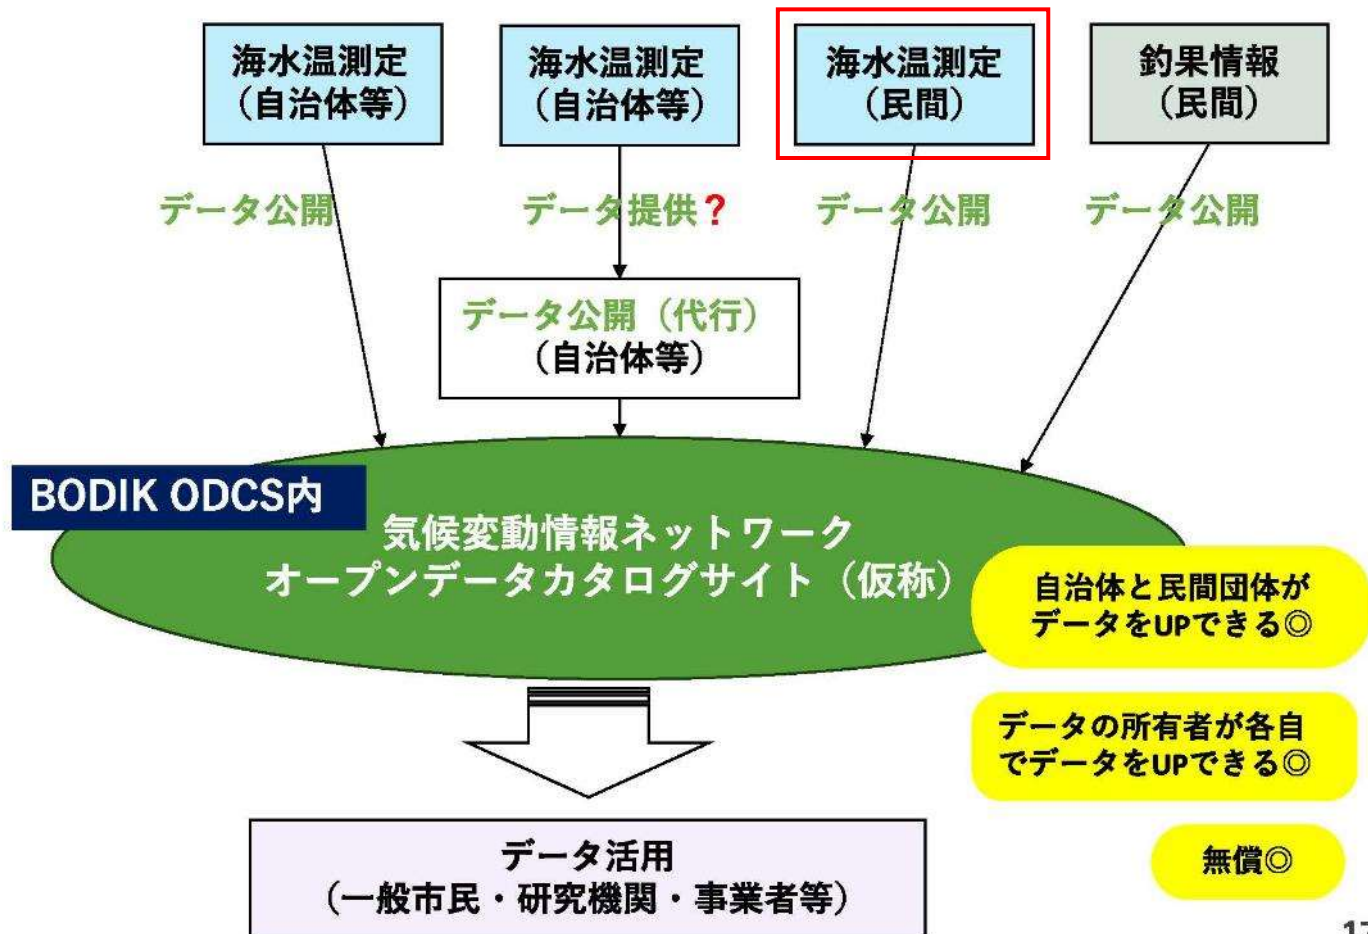 海水温測定
（自治体等）
海水温測定
（自治体等）
海水温測定
（民間）
釣果情報
（民間）
データ公開
データ提供？
データ公開
データ公開
データ公開（代行）
（自治体等）
BODIK ODCS内
気候変動情報ネットワーク
オープンデータカタログサイト（仮称）
自治体と民間団体が
データをUPできる◎
データの所有者が各自
でデータをUPできる◎
無償◎
データ活用
（一般市民・研究機関・事業者等）
17